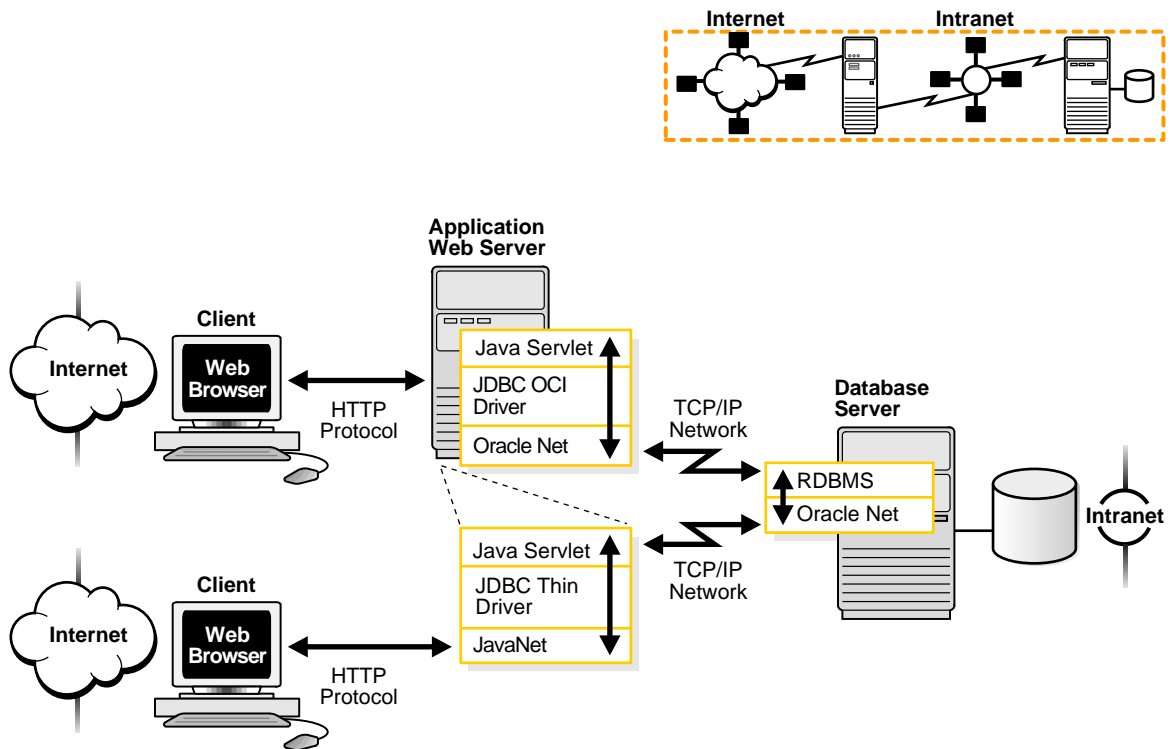 Internet
Intranet
Application
Web Server
Client
Internet
Web
Browser
HTTP
Protocol
Java Servlet
JDBC OCI
Driver
Oracle Net
TCP/IP
Network
Database
Server
RDBMS
Oracle Net
Intranet
Client
Internet
Web
Browser
HTTP
Protocol
Java Servlet
JDBC Thin
Driver
JavaNet
TCP/IP
Network